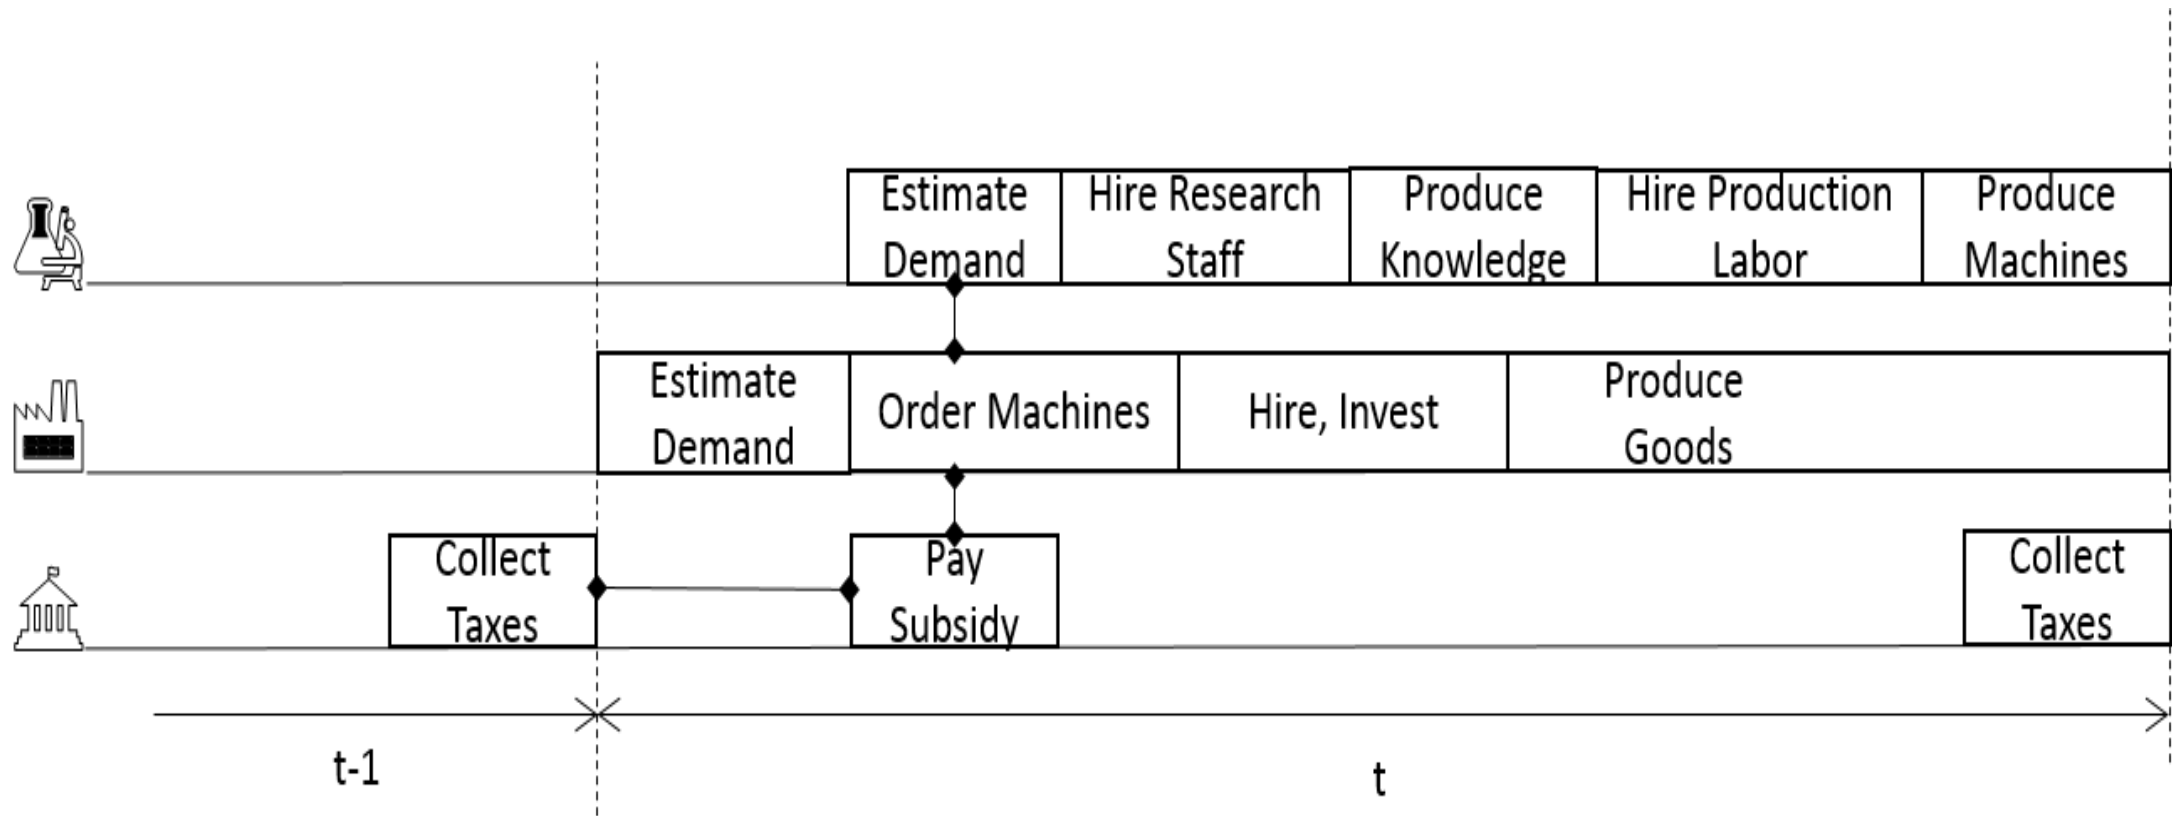 Estimate
Demand
Hire Research
Staff
Produce
Knowledge
Hire Production
Labor
Produce
Machines
Estimate
Demand
Order Machines
Hire, Invest
Produce
Goods
Collect
Taxes
Pay
Subsidy
Collect
Taxes
t-1
t